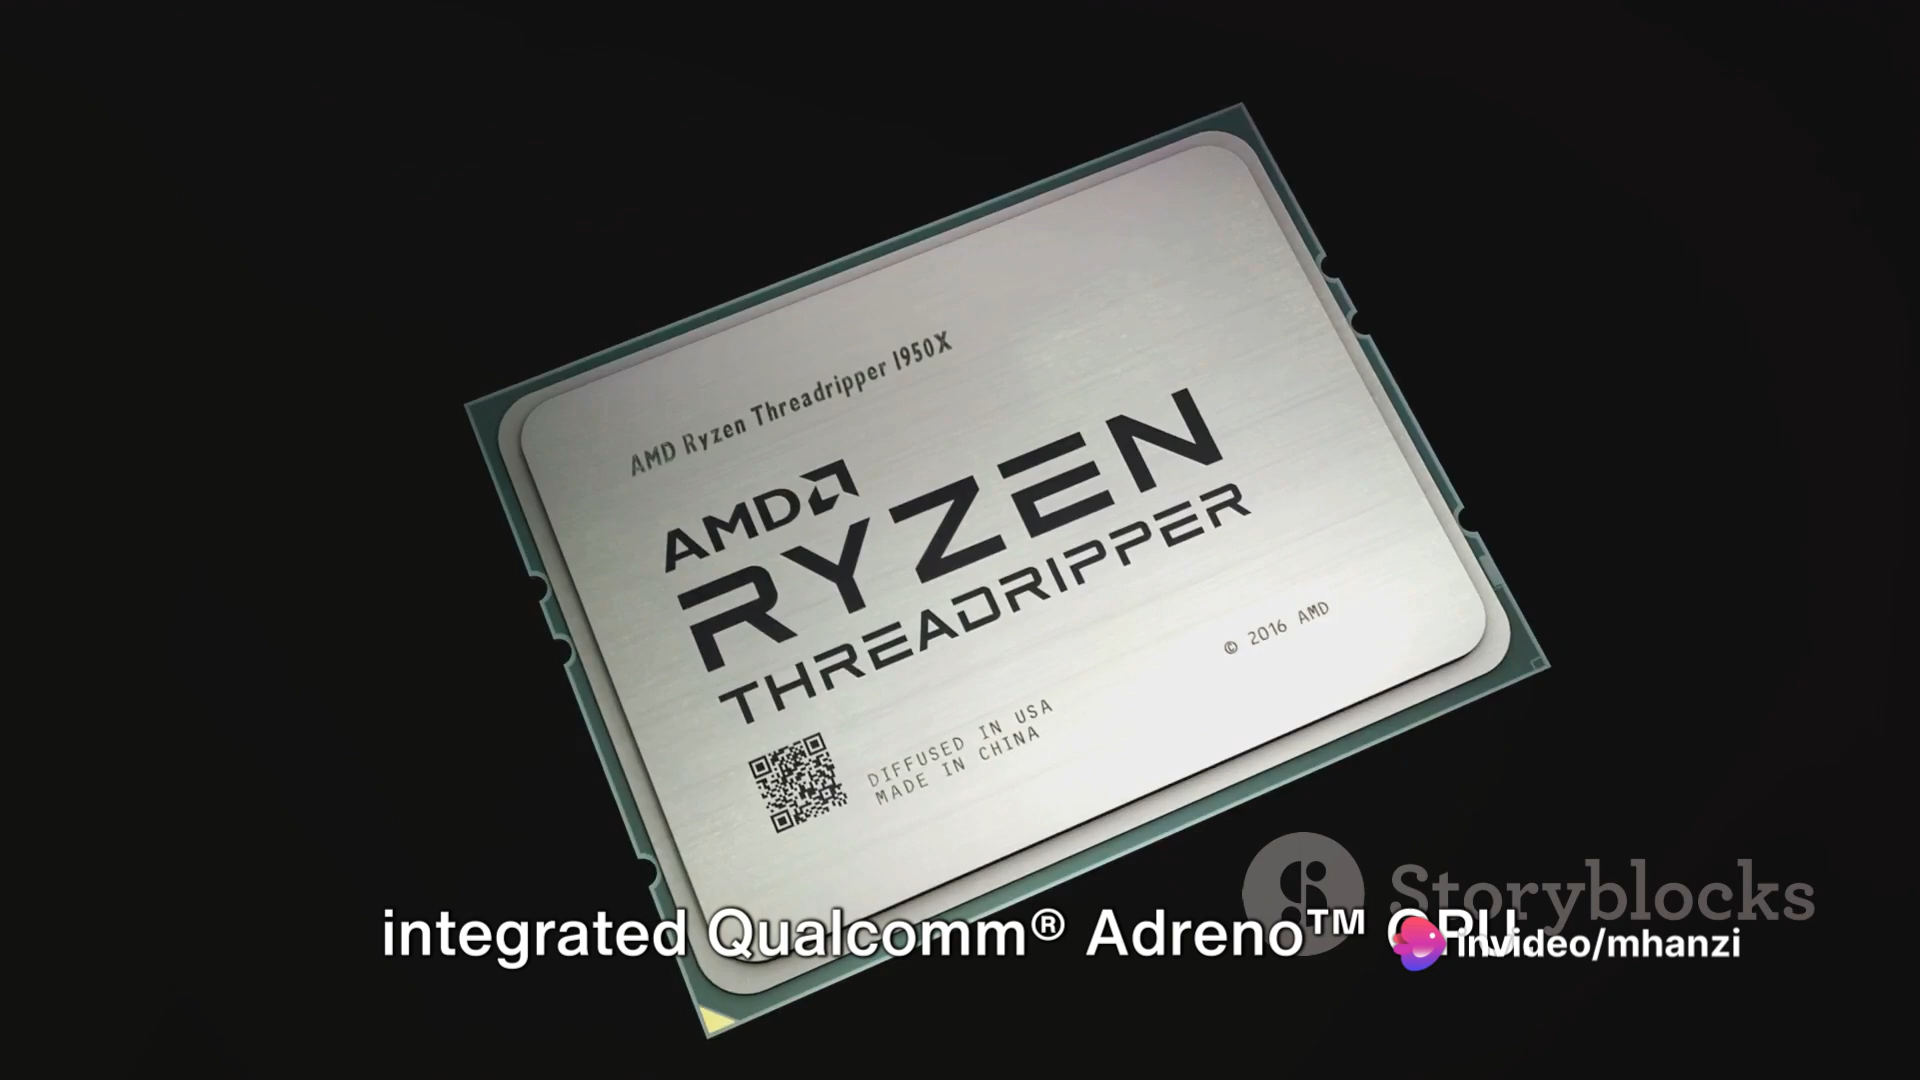 AMD Ryzen Threadripper 1950X
AMD
RYZEN
THREADRIPPER
© 2016 AMD
DIFFUSED IN USA
MADE IN CHINA
Storyblocks
integrated Qualcomm® Adreno™ GPU.
invideo/mhanzi